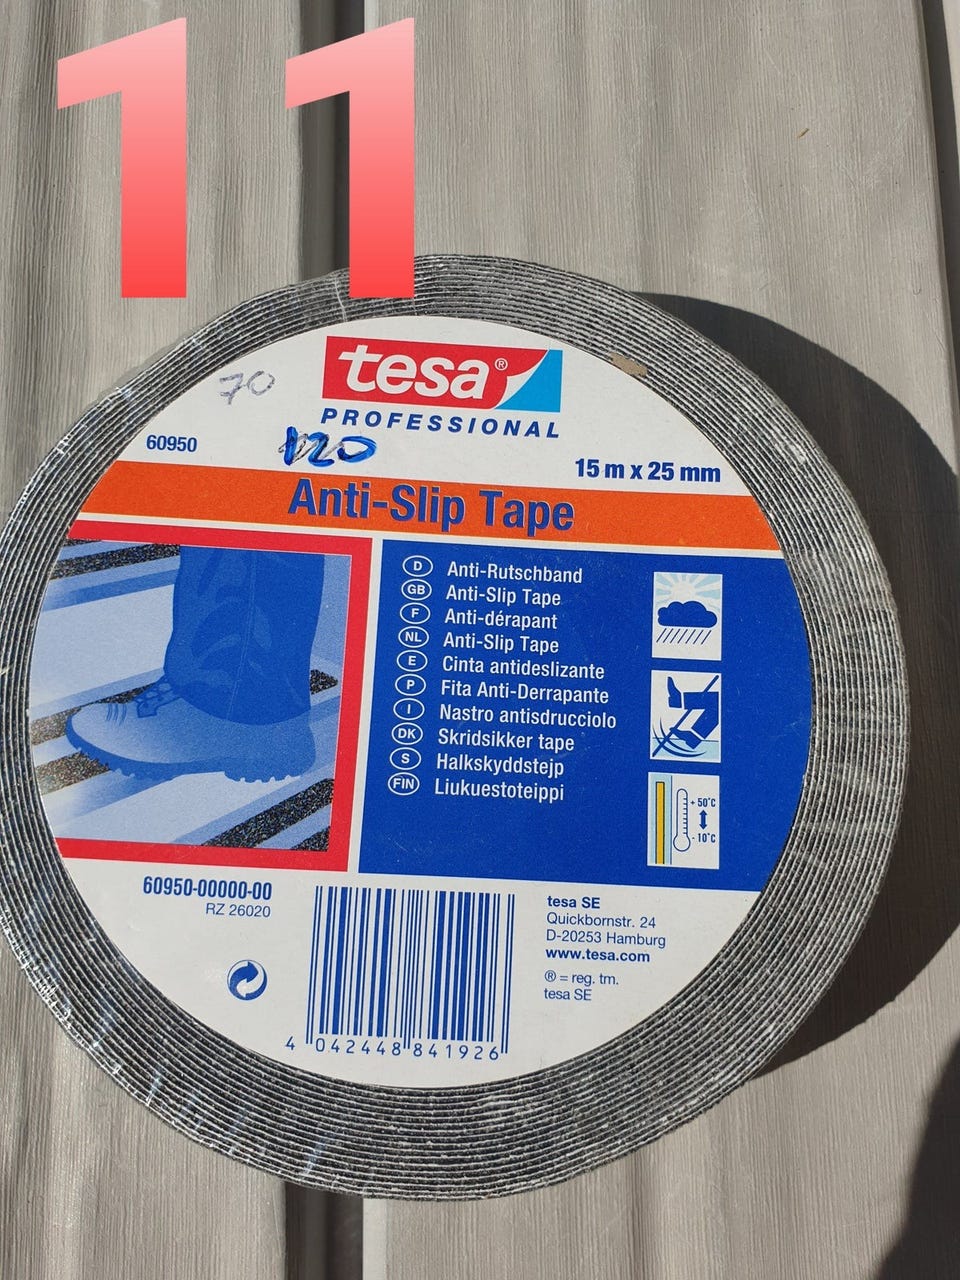 11
tesa®
PROFESSIONAL
70
120
60950
15 m x 25 mm
Anti-Slip Tape
D Anti-Rutschband
GB Anti-Slip Tape
F Anti-dérapant
NL Anti-Slip Tape
E Cinta antideslizante
P Fita Anti-Derrapante
I Nastro antisdrucciolo
DK Skridsikker tape
S Halkskyddstejp
FIN Liukuestoteippi
+ 50°C
- 10°C
60950-00000-00
RZ 26020
tesa SE
Quickbornstr. 24
D-20253 Hamburg
www.tesa.com
® = reg. tm.
tesa SE
4 042448 841926